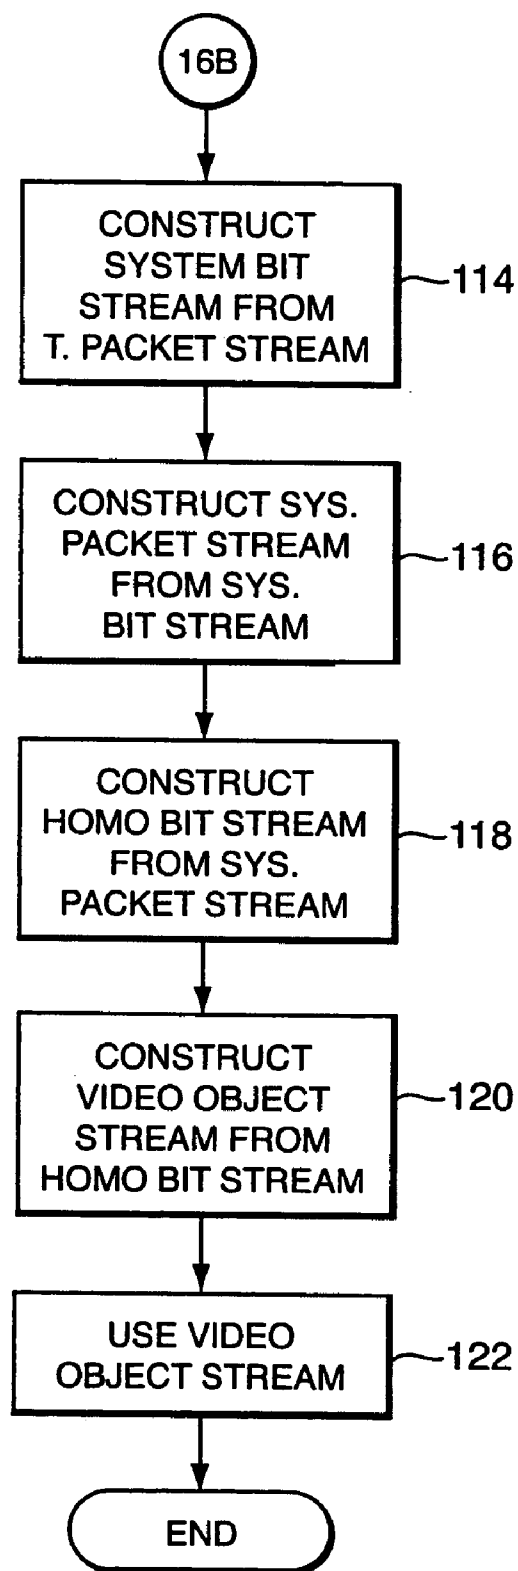 16B
CONSTRUCT
SYSTEM BIT
STREAM FROM
T. PACKET STREAM
114
CONSTRUCT SYS.
PACKET STREAM
FROM SYS.
BIT STREAM
116
CONSTRUCT
HOMO BIT STREAM
FROM SYS.
PACKET STREAM
118
CONSTRUCT
VIDEO OBJECT
STREAM FROM
HOMO BIT STREAM
120
USE VIDEO
OBJECT STREAM
122
END